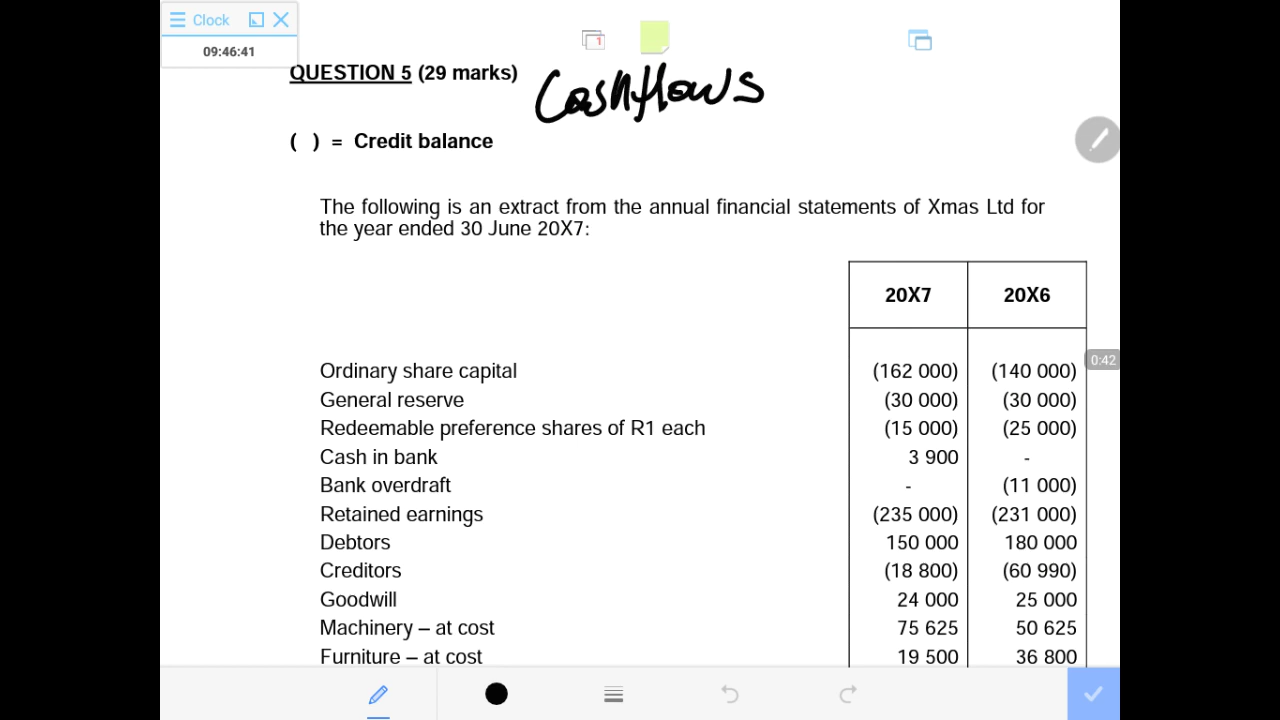 Clock
09:46:41
1
QUESTION 5 (29 marks) Cashflows
( ) = Credit balance
The following is an extract from the annual financial statements of Xmas Ltd for
the year ended 30 June 20X7:
20X7 20X6
Ordinary share capital (162 000) (140 000)
0:42
General reserve (30 000) (30 000)
Redeemable preference shares of R1 each (15 000) (25 000)
Cash in bank 3 900 -
Bank overdraft - (11 000)
Retained earnings (235 000) (231 000)
Debtors 150 000 180 000
Creditors (18 800) (60 990)
Goodwill 24 000 25 000
Machinery – at cost 75 625 50 625
Furniture – at cost 19 500 36 800